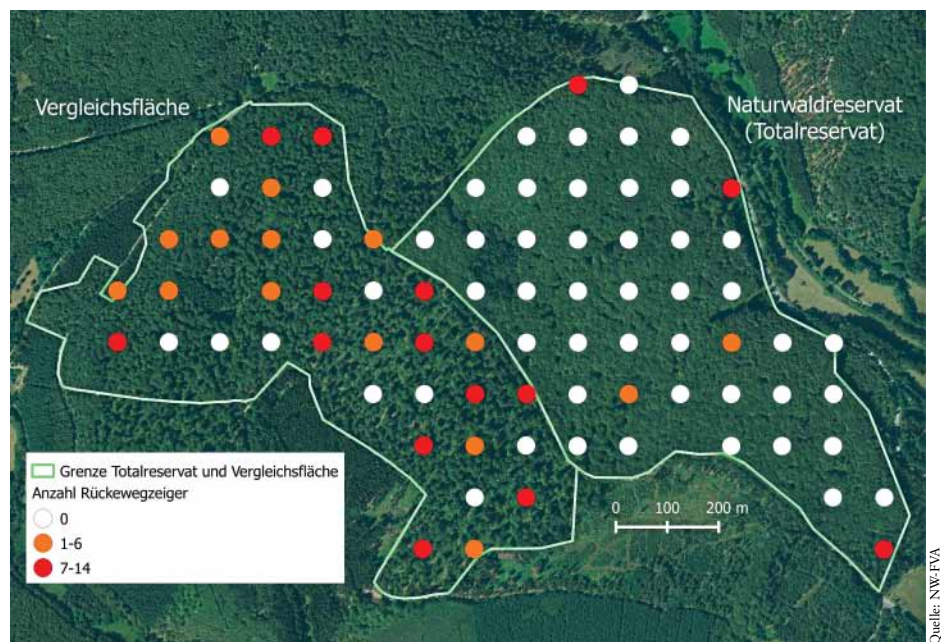 Vergleichsfläche
Naturwaldreservat
(Totalreservat)
Grenze Totalreservat und Vergleichsfläche
Anzahl Rückewegzeiger
0
1-6
7-14
0 100 200 m
Quelle: NW-FVA